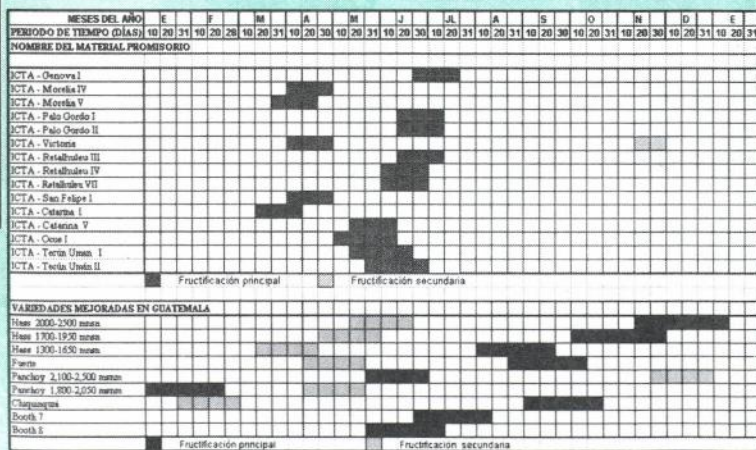 MESES DEL AÑO E F M A M J JL A S O N D E
PERIODO DE TIEMPO (DÍAS) 10 20 31 10 20 28 10 20 31 10 20 30 10 20 31 10 20 30 10 20 31 10 20 31 10 20 30 10 20 31 10 20 30 10 20 31 10 20 31
NOMBRE DEL MATERIAL PROMISORIO
ICTA - Genova I
ICTA - Morelia IV
ICTA - Morelia V
ICTA - Palo Gordo I
ICTA - Palo Gordo II
ICTA - Victoria
ICTA - Retalhuleu III
ICTA - Retalhuleu IV
ICTA - Retalhuleu VII
ICTA - San Felipe I
ICTA - Catarina I
ICTA - Catarina V
ICTA - Ocos I
ICTA - Tecún Umán I
ICTA - Tecún Umán II
Fructificación principal Fructificación secundaria
VARIEDADES MEJORADAS EN GUATEMALA
Hass 2000-2500 msnm
Hass 1700-1950 msnm
Hass 1300-1650 msnm
Fuerte
Panchoy 2,100-2,500 msnm
Panchoy 1,800-2,050 msnm
Booth 7
Booth 8
Fructificación principal Fructificación secundaria